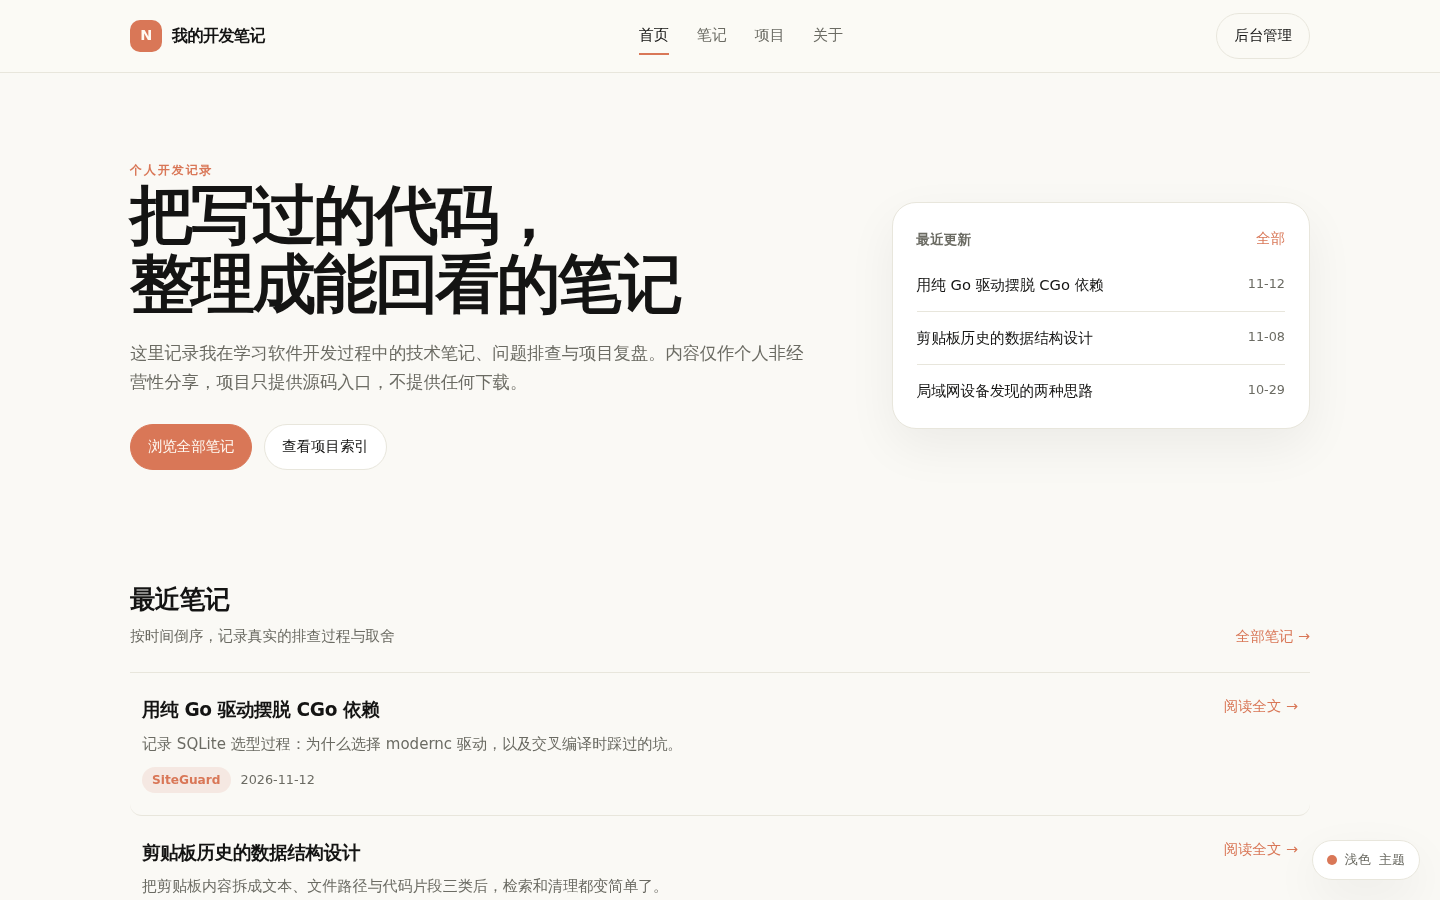 N 我的开发笔记
首页 笔记 项目 关于
后台管理
个人开发记录
把写过的代码，
整理成能回看的笔记
这里记录我在学习软件开发过程中的技术笔记、问题排查与项目复盘。内容仅作个人非经
营性分享，项目只提供源码入口，不提供任何下载。
浏览全部笔记 查看项目索引
最近更新 全部
用纯 Go 驱动摆脱 CGo 依赖 11-12
剪贴板历史的数据结构设计 11-08
局域网设备发现的两种思路 10-29
最近笔记
按时间倒序，记录真实的排查过程与取舍
全部笔记 →
用纯 Go 驱动摆脱 CGo 依赖
阅读全文 →
记录 SQLite 选型过程：为什么选择 modernc 驱动，以及交叉编译时踩过的坑。
SiteGuard 2026-11-12
剪贴板历史的数据结构设计
阅读全文 →
把剪贴板内容拆成文本、文件路径与代码片段三类后，检索和清理都变简单了。
浅色 主题